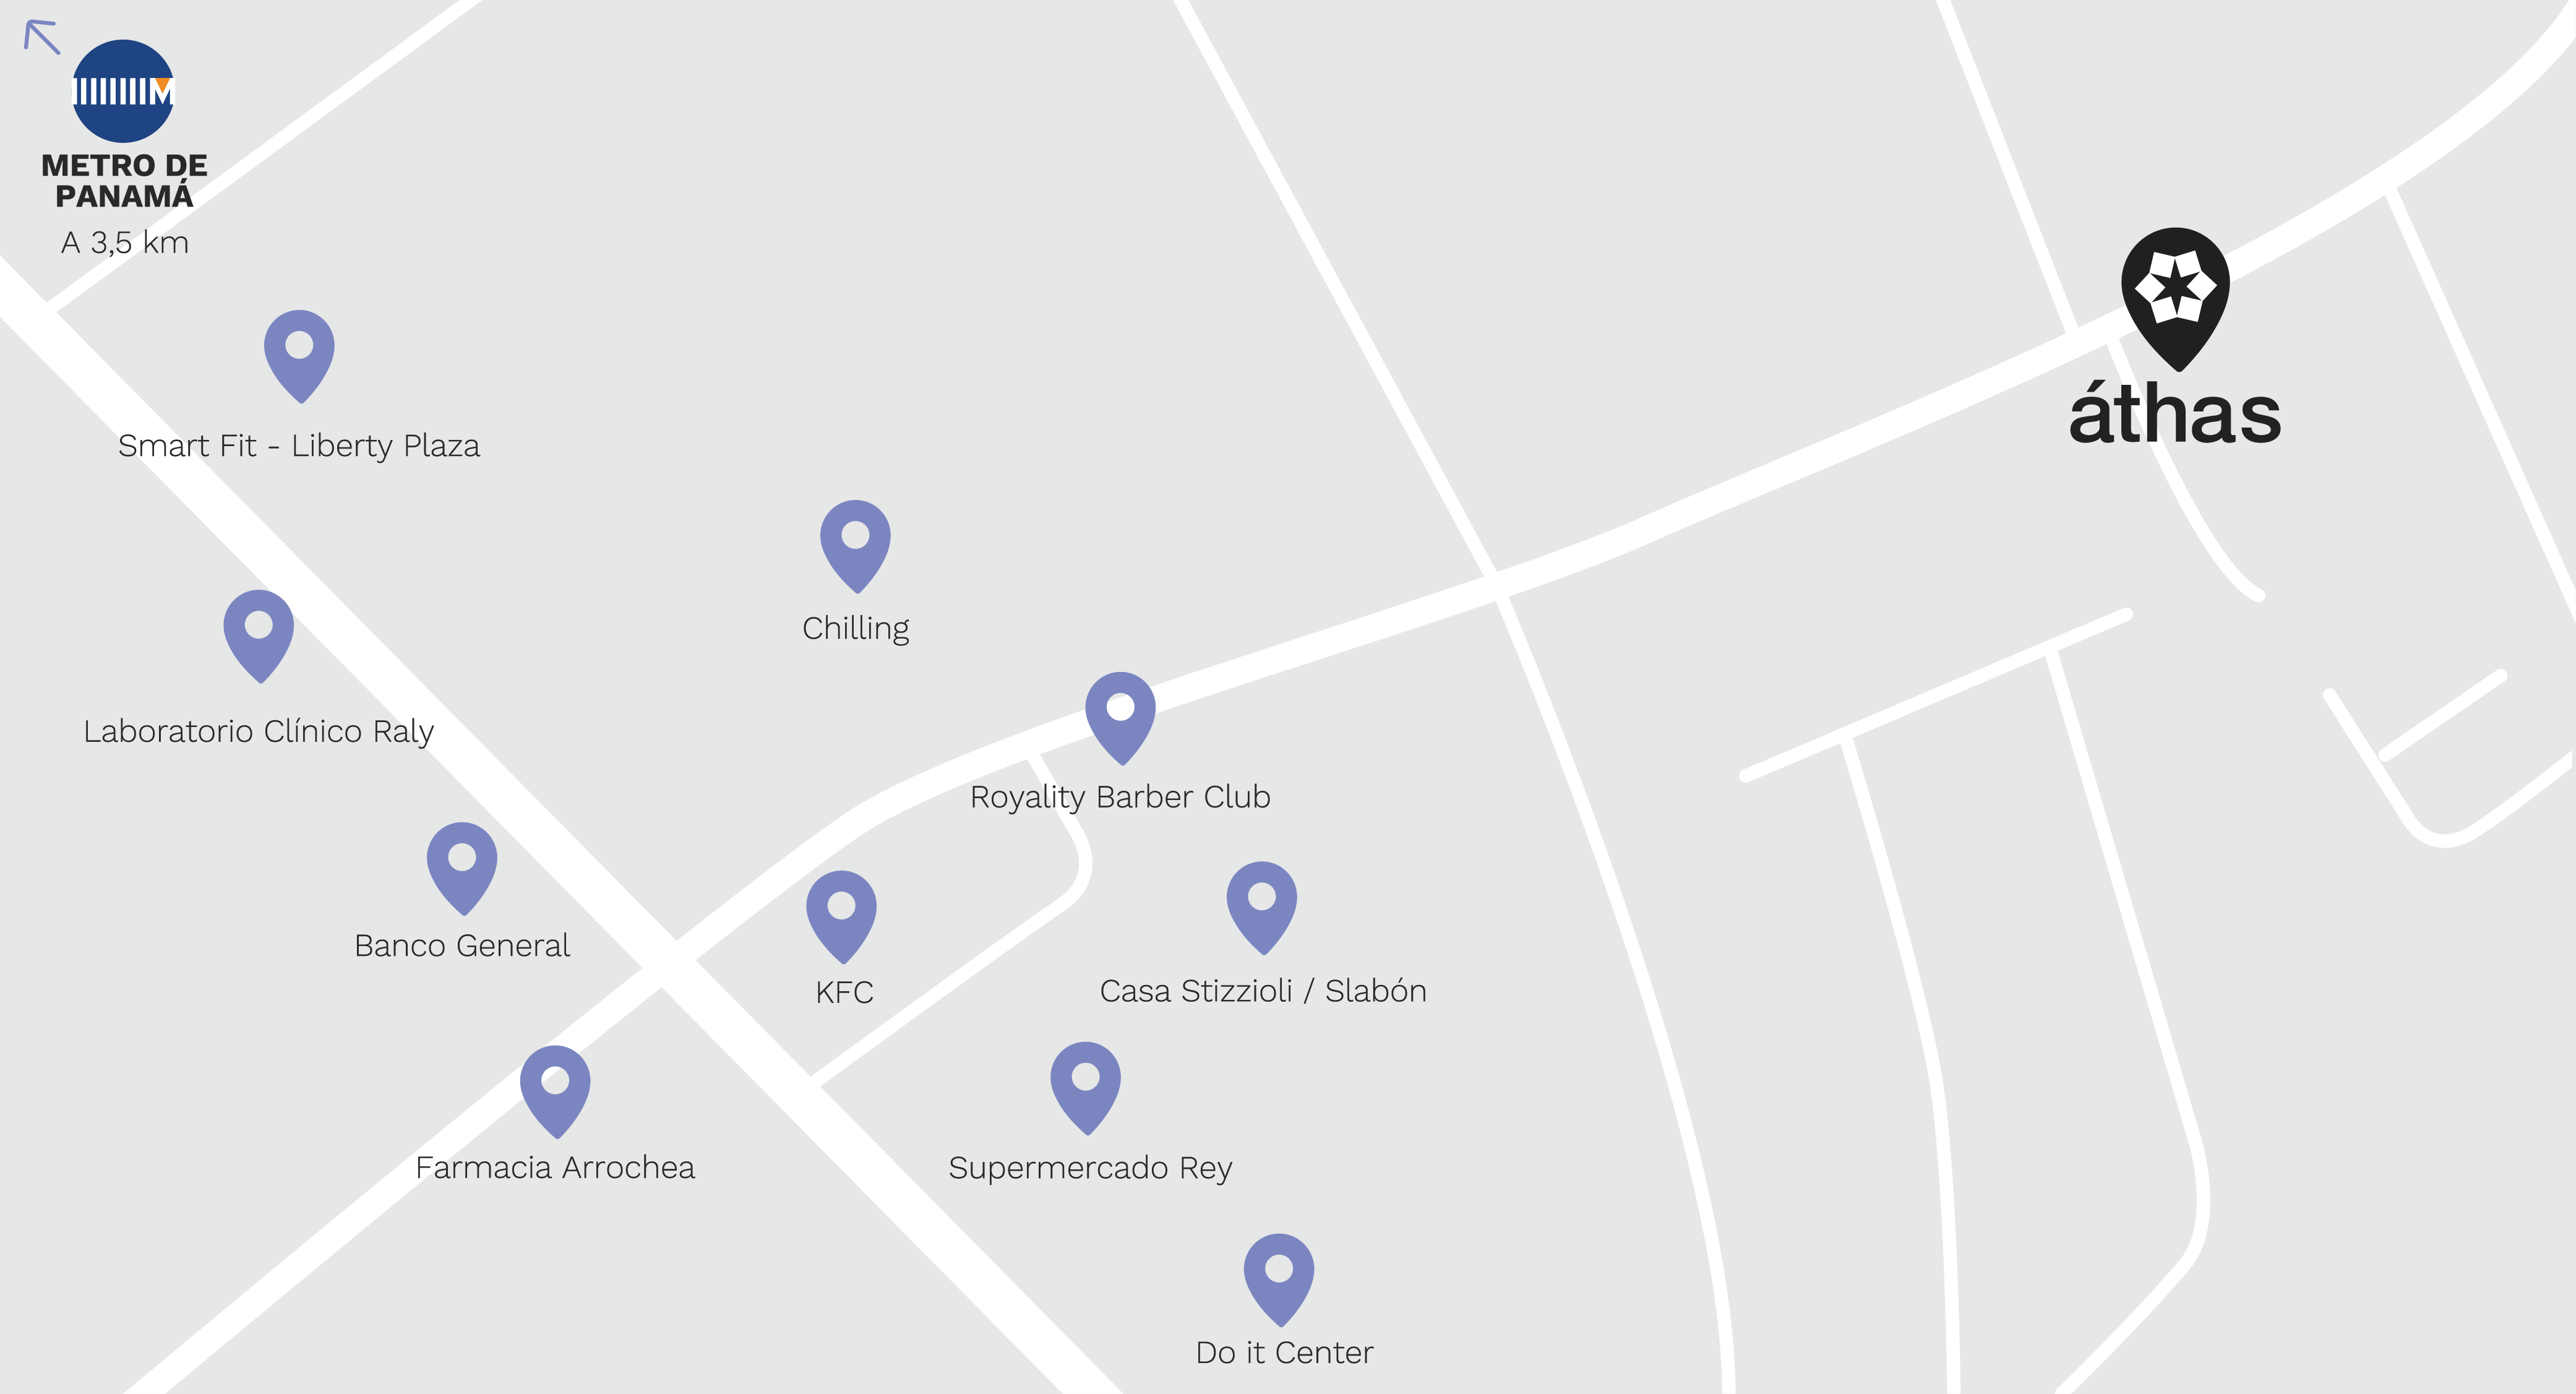 METRO DE
PANAMÁ
A 3,5 km
áthas
Smart Fit - Liberty Plaza
Chilling
Laboratorio Clínico Raly
Royality Barber Club
Banco General
KFC
Casa Stizzioli / Slabón
Farmacia Arrochea
Supermercado Rey
Do it Center